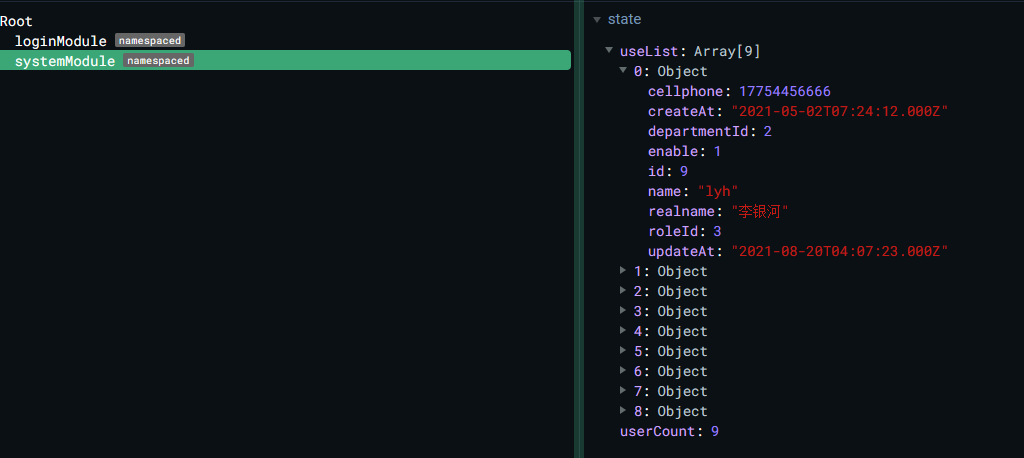 Root
loginModule namespaced
systemModule namespaced
state
useList: Array[9]
0: Object
cellphone: 17754456666
createAt: "2021-05-02T07:24:12.000Z"
departmentId: 2
enable: 1
id: 9
name: "lyh"
realname: "李银河"
roleId: 3
updateAt: "2021-08-20T04:07:23.000Z"
1: Object
2: Object
3: Object
4: Object
5: Object
6: Object
7: Object
8: Object
userCount: 9